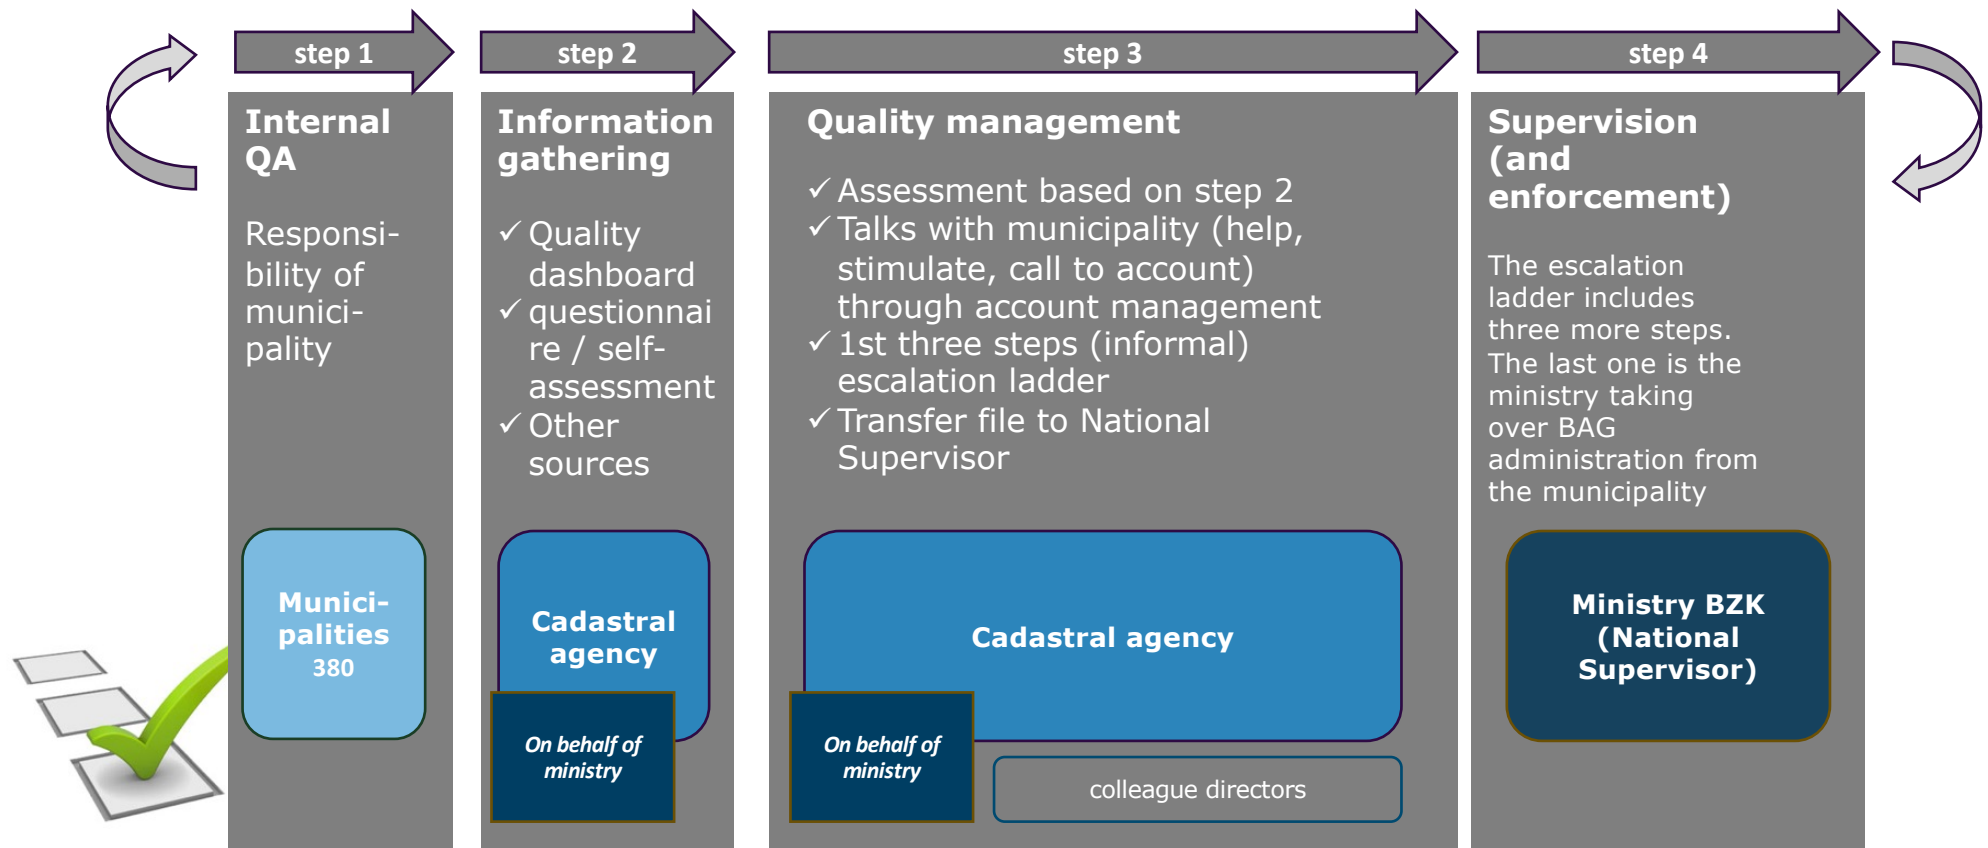 step 1
step 2
step 3
step 4
Internal
QA
Responsi-
bility of
munici-
pality
Munici-
palities
380
Information
gathering
✓ Quality
dashboard
✓ questionnai
re / self-
assessment
✓ Other
sources
Cadastral
agency
On behalf of
ministry
Quality management
✓ Assessment based on step 2
✓ Talks with municipality (help,
stimulate, call to account)
through account management
✓ 1st three steps (informal)
escalation ladder
✓ Transfer file to National
Supervisor
Cadastral agency
On behalf of
ministry
colleague directors
Supervision
(and
enforcement)
The escalation
ladder includes
three more steps.
The last one is the
ministry taking
over BAG
administration from
the municipality
Ministry BZK
(National
Supervisor)